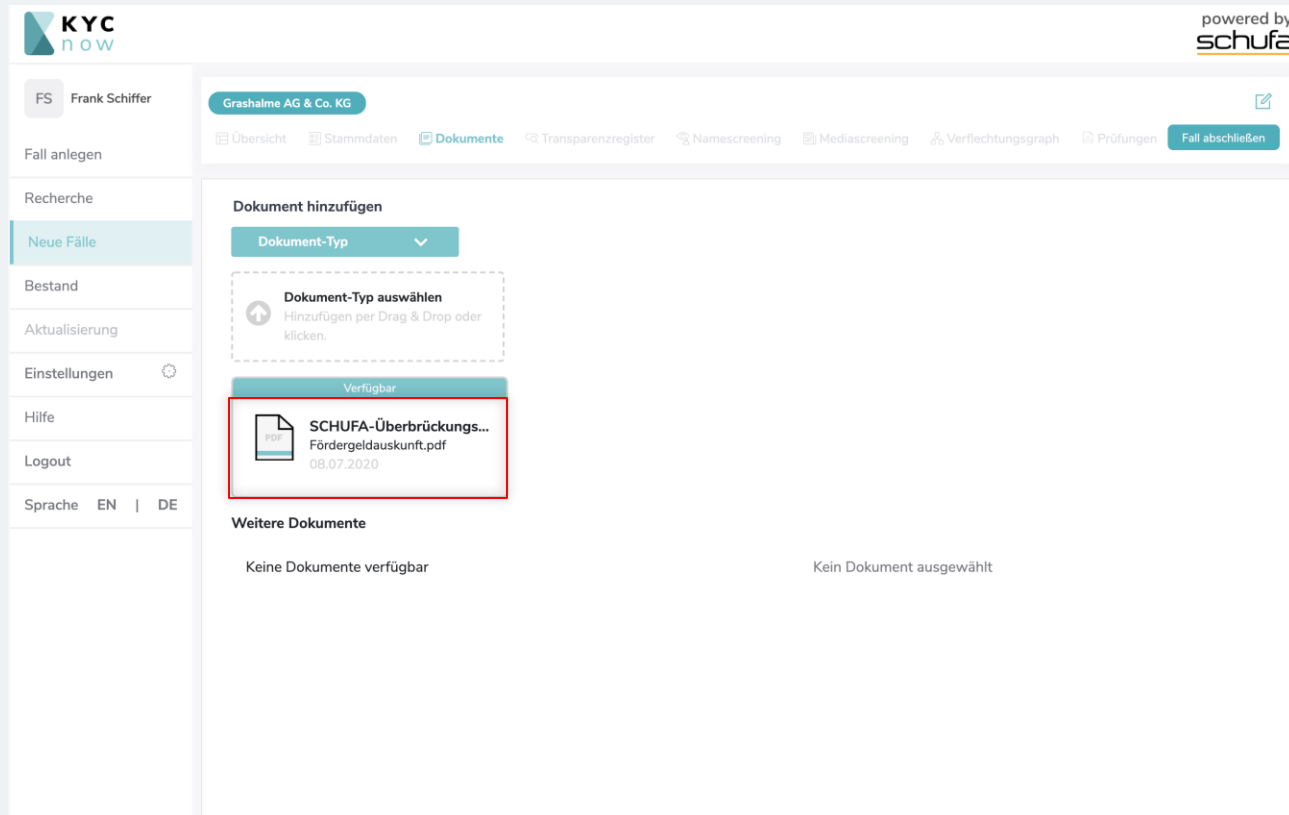 KYC
now
powered by
schufa
FS Frank Schiffer
Fall anlegen
Recherche
Neue Fälle
Bestand
Aktualisierung
Einstellungen
Hilfe
Logout
Sprache EN | DE
Grashalme AG & Co. KG
Übersicht Stammdaten Dokumente Transparenzregister Namescreening Mediascreening Verflechtungsgraph Prüfungen Fall abschließen
Dokument hinzufügen
Dokument-Typ
Dokument-Typ auswählen
Hinzufügen per Drag & Drop oder
klicken.
Verfügbar
PDF
SCHUFA-Überbrückungs...
Fördergeldauskunft.pdf
08.07.2020
Weitere Dokumente
Keine Dokumente verfügbar
Kein Dokument ausgewählt